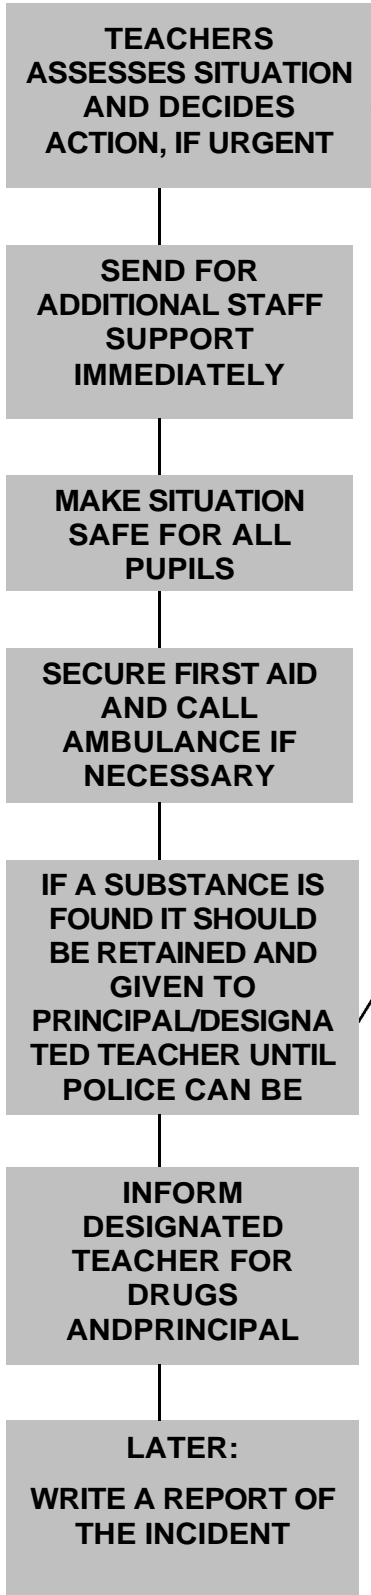 TEACHERS
ASSESSES SITUATION
AND DECIDES
ACTION, IF URGENT
SEND FOR
ADDITIONAL STAFF
SUPPORT
IMMEDIATELY
MAKE SITUATION
SAFE FOR ALL
PUPILS
SECURE FIRST AID
AND CALL
AMBULANCE IF
NECESSARY
IF A SUBSTANCE IS
FOUND IT SHOULD
BE RETAINED AND
GIVEN TO
PRINCIPAL/DESIGNA
TED TEACHER UNTIL
POLICE CAN BE
INFORM
DESIGNATED
TEACHER FOR
DRUGS
ANDPRINCIPAL
LATER:
WRITE A REPORT OF
THE INCIDENT